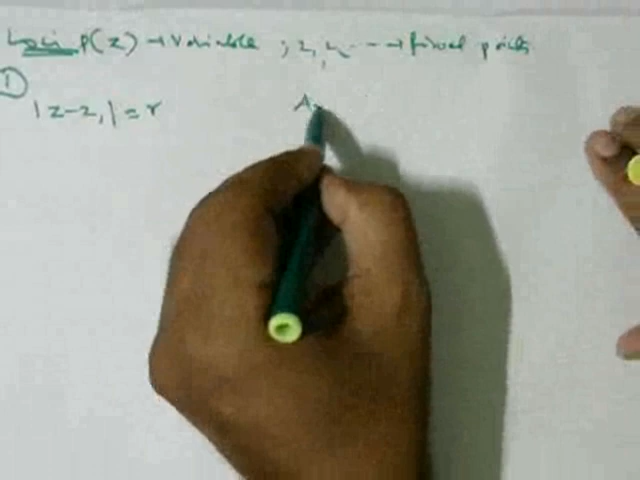 Loci P(z) → Variable ; z₁, z₂ --- → fixed points
①
|z-z₁| = r
A